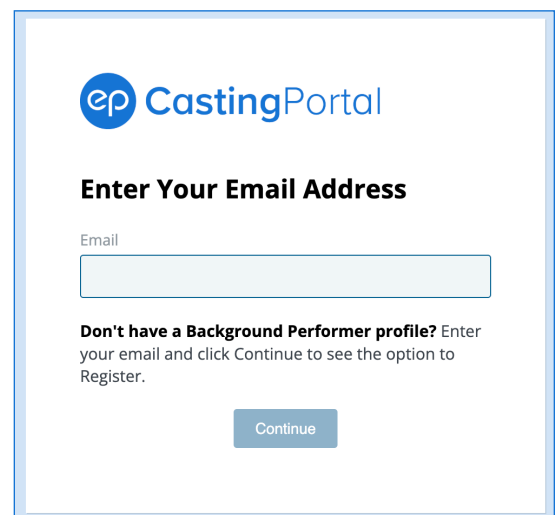 ep CastingPortal
Enter Your Email Address
Email
Don't have a Background Performer profile? Enter
your email and click Continue to see the option to
Register.
Continue